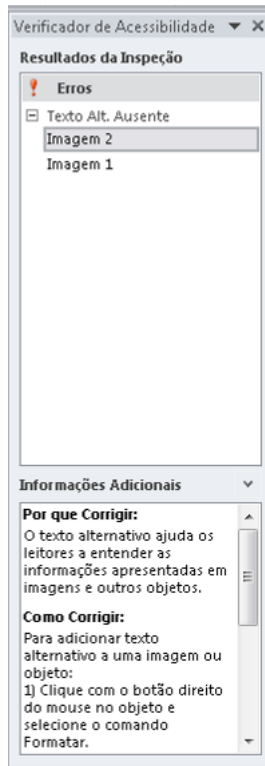 Verificador de Acessibilidade
Resultados da Inspeção
Erros
Texto Alt. Ausente
Imagem 2
Imagem 1
Informações Adicionais
Por que Corrigir:
O texto alternativo ajuda os
leitores a entender as
informações apresentadas em
imagens e outros objetos.
Como Corrigir:
Para adicionar texto
alternativo a uma imagem ou
objeto:
1) Clique com o botão direito
do mouse no objeto e
selecione o comando
Formatar.